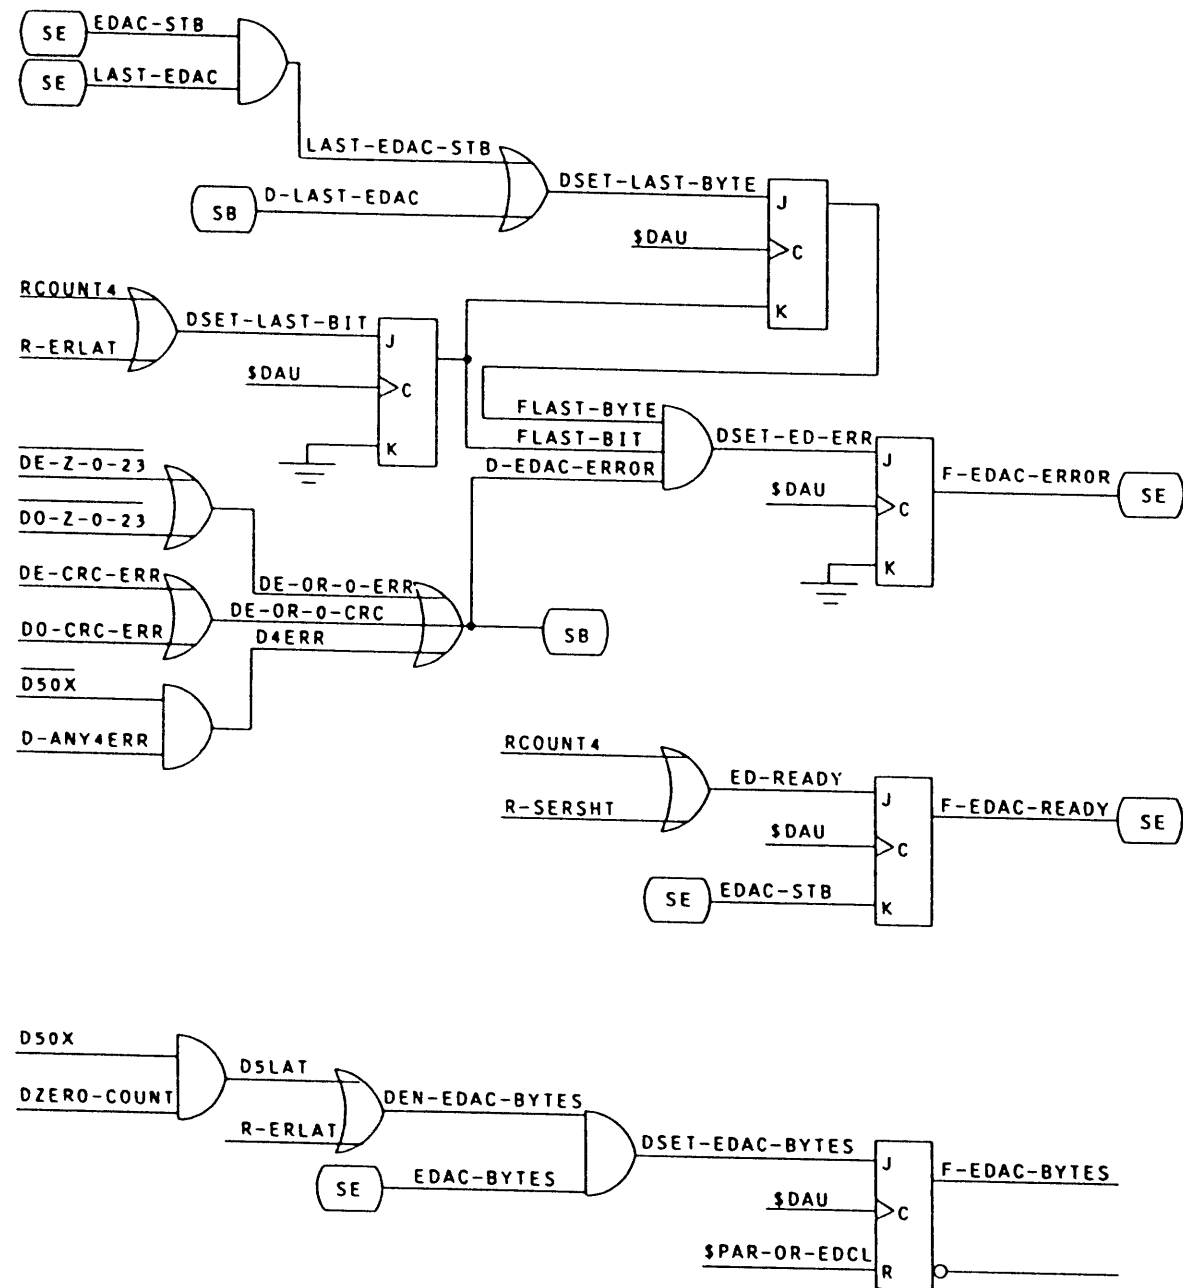 SE EDAC-STB
SE LAST-EDAC
LAST-EDAC-STB
SB D-LAST-EDAC
DSET-LAST-BYTE
J
$DAU
C
K
RCOUNT4
R-ERLAT
DSET-LAST-BIT
J
$DAU
C
K
FLAST-BYTE
FLAST-BIT
D-EDAC-ERROR
DSET-ED-ERR
J
$DAU
C
K
F-EDAC-ERROR
SE
DE-Z-0-23
DO-Z-0-23
DE-CRC-ERR
DO-CRC-ERR
D50X
D-ANY4ERR
DE-OR-O-ERR
DE-OR-O-CRC
D4ERR
SB
RCOUNT4
R-SERSHT
ED-READY
J
$DAU
C
SE EDAC-STB
K
F-EDAC-READY
SE
D50X
DZERO-COUNT
D5LAT
R-ERLAT
DEN-EDAC-BYTES
SE EDAC-BYTES
DSET-EDAC-BYTES
J
$DAU
C
$PAR-OR-EDCL
R
F-EDAC-BYTES